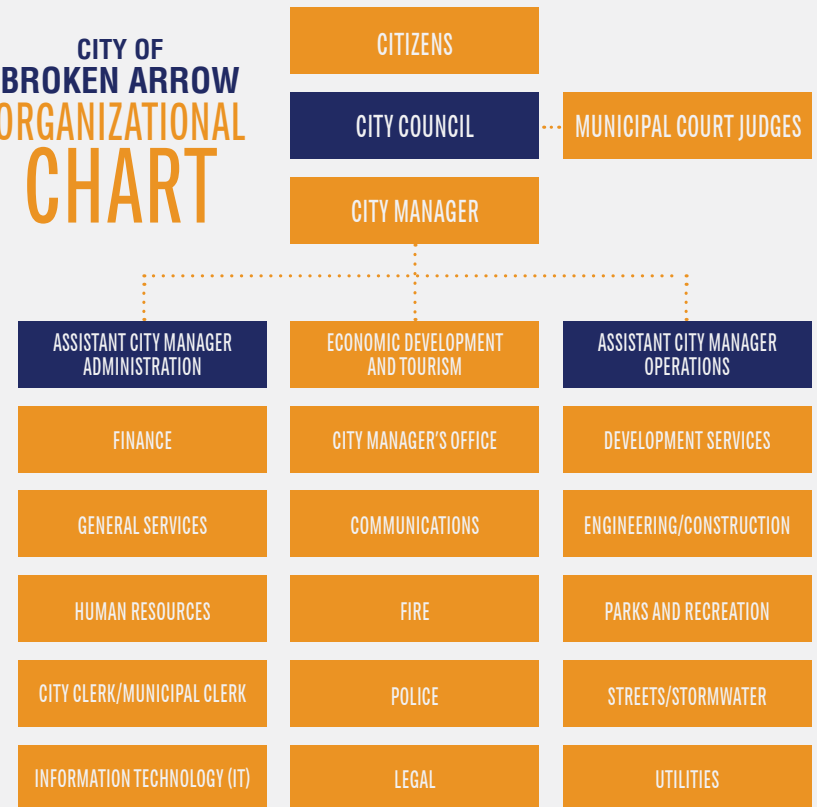 CITY OF
BROKEN ARROW
ORGANIZATIONAL
CHART
CITIZENS
CITY COUNCIL
MUNICIPAL COURT JUDGES
CITY MANAGER
ASSISTANT CITY MANAGER
ADMINISTRATION
FINANCE
GENERAL SERVICES
HUMAN RESOURCES
CITY CLERK/MUNICIPAL CLERK
INFORMATION TECHNOLOGY (IT)
ECONOMIC DEVELOPMENT
AND TOURISM
CITY MANAGER'S OFFICE
COMMUNICATIONS
FIRE
POLICE
LEGAL
ASSISTANT CITY MANAGER
OPERATIONS
DEVELOPMENT SERVICES
ENGINEERING/CONSTRUCTION
PARKS AND RECREATION
STREETS/STORMWATER
UTILITIES